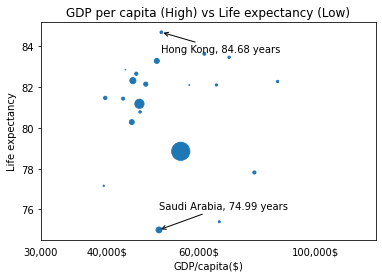 GDP per capita (High) vs Life expectancy (Low)
84
Hong Kong, 84.68 years
82
80
Life expectancy
78
Saudi Arabia, 74.99 years
76
30,000 40,000$ 60,000$ 100,000$
GDP/capita($)